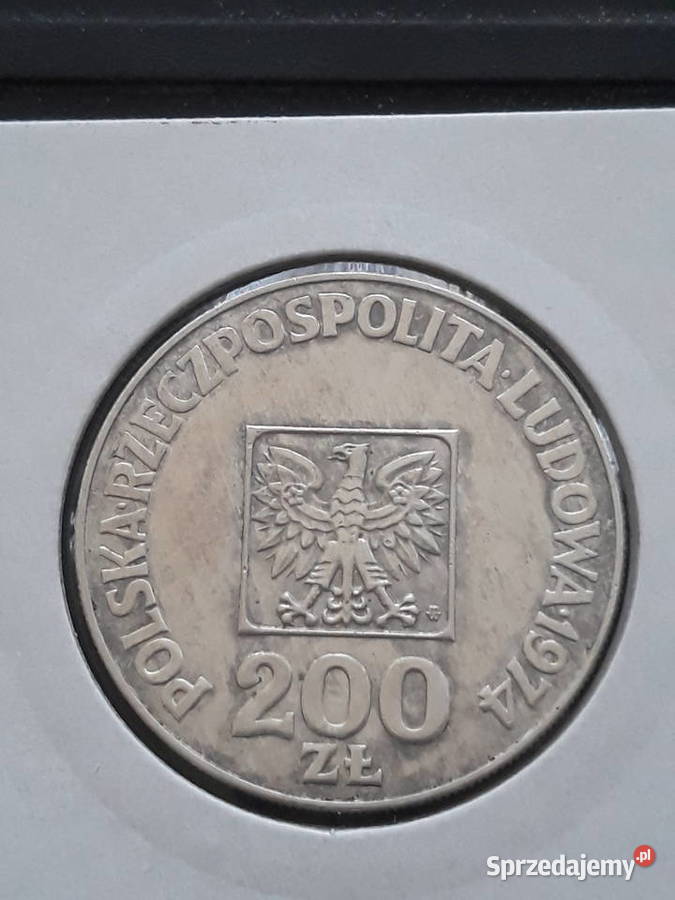 POLSKA·RZECZPOSPOLITA·LUDOWA·1974
200
ZŁ
Sprzedajemy.pl